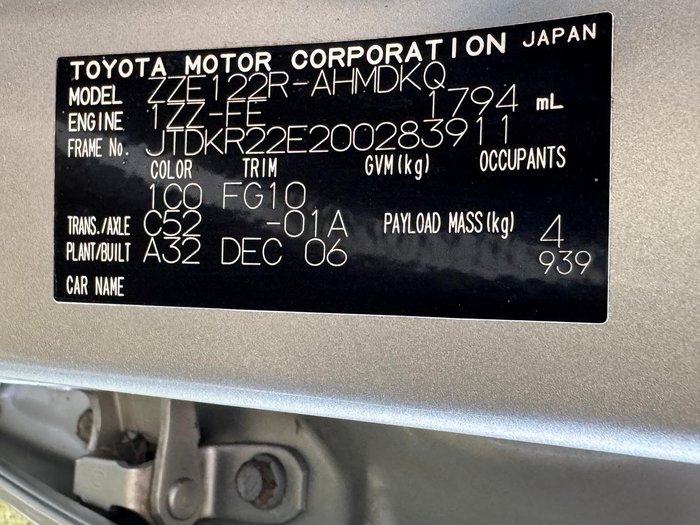 TOYOTA MOTOR CORPORATION JAPAN
MODEL ZZE122R-AHMDKQ
ENGINE 1ZZ-FE 1794 mL
FRAME No. JTDKR22E200283911
COLOR TRIM GVM(kg) OCCUPANTS
1C0 FG10
TRANS./AXLE C52 -01A PAYLOAD MASS(kg) 4
PLANT/BUILT A32 DEC 06 939
CAR NAME